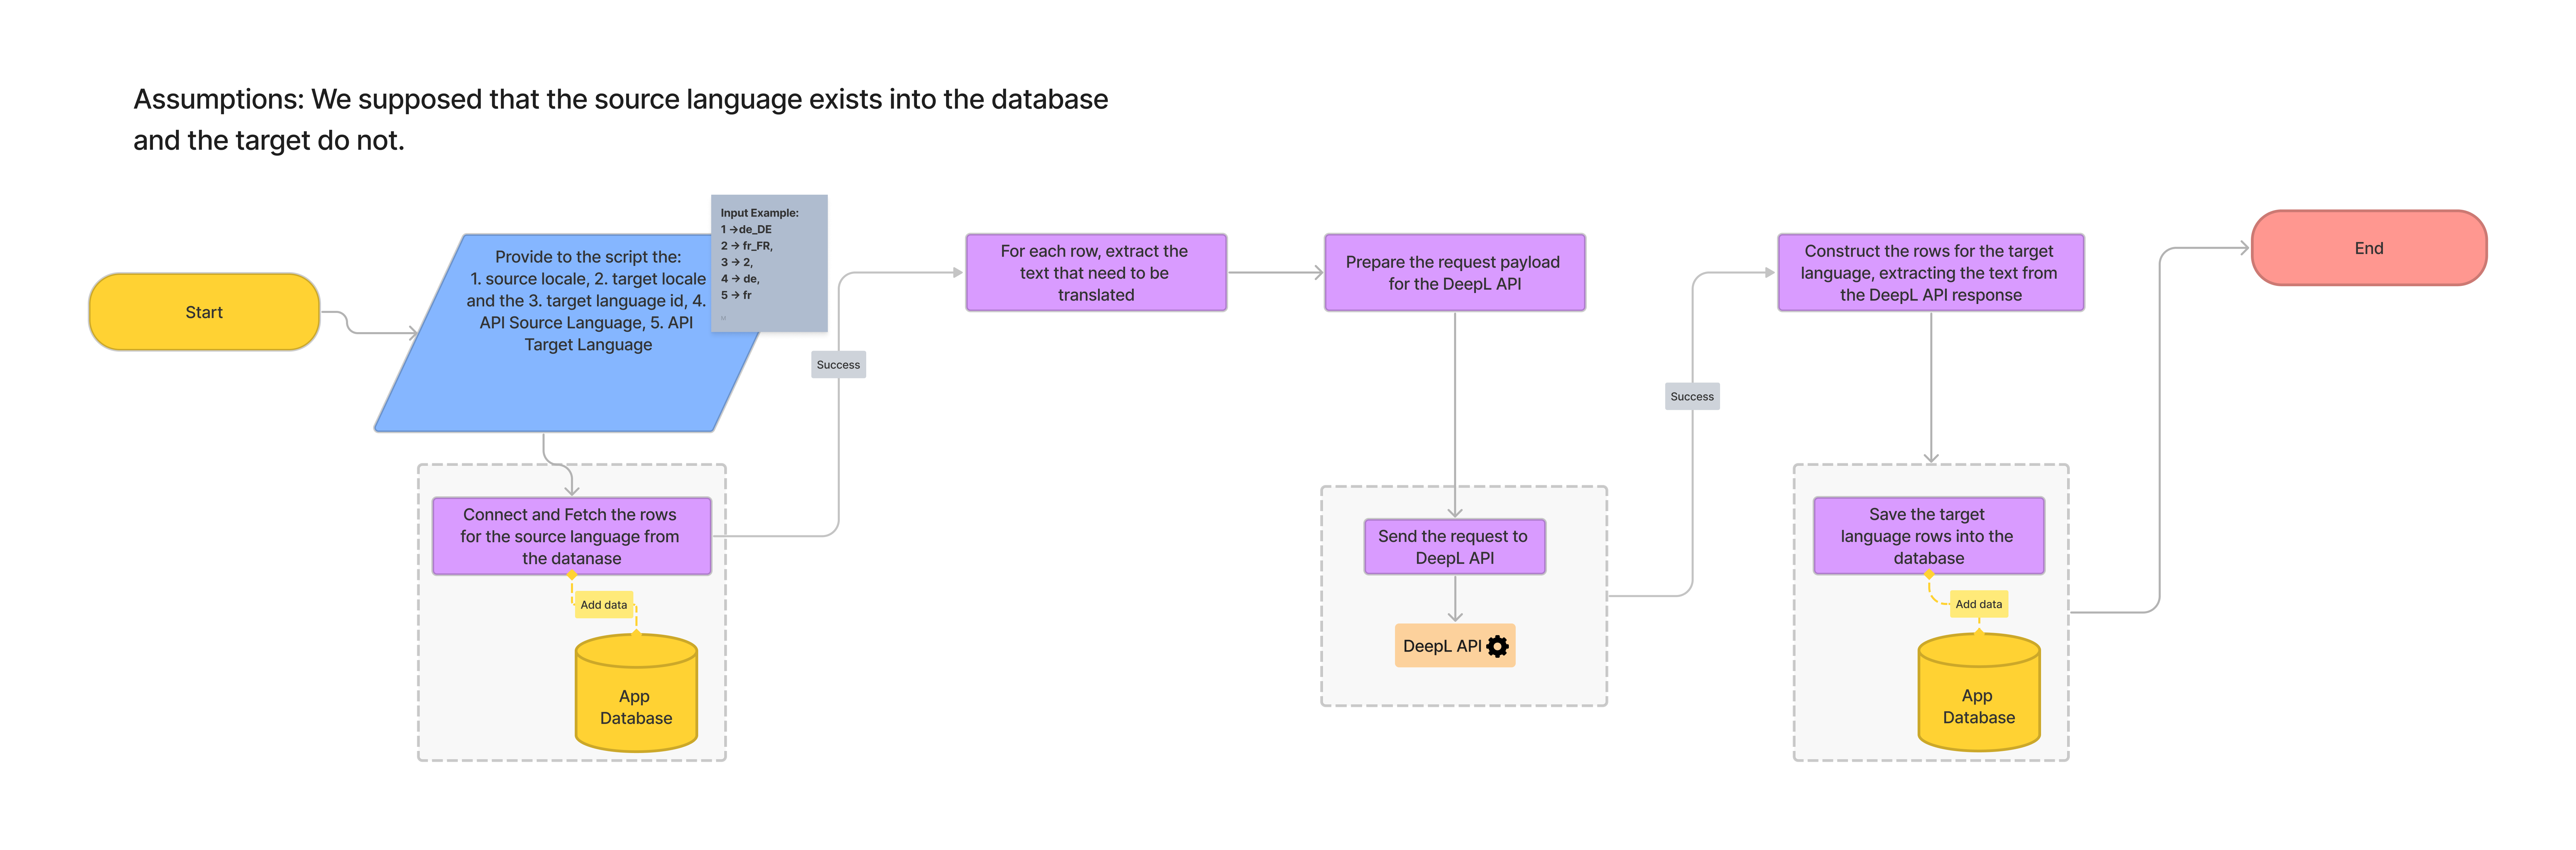 Assumptions: We supposed that the source language exists into the database
and the target do not.
Start
Provide to the script the:
1. source locale, 2. target locale
and the 3. target language id, 4.
API Source Language, 5. API
Target Language
Input Example:
1 →de_DE
2 → fr_FR,
3 → 2,
4 → de,
5 → fr
Connect and Fetch the rows
for the source language from
the datanase
Add data
App
Database
Success
For each row, extract the
text that need to be
translated
Prepare the request payload
for the DeepL API
Send the request to
DeepL API
DeepL API
Success
Construct the rows for the target
language, extracting the text from
the DeepL API response
Save the target
language rows into the
database
Add data
App
Database
End